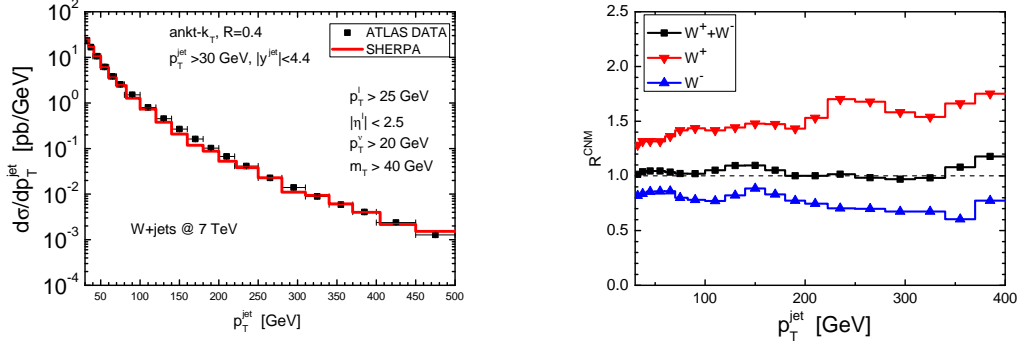 ankt-k_T, R=0.4
p_T^jet >30 GeV, |y^jet|<4.4
ATLAS DATA
SHERPA
p_T^l > 25 GeV
|η^l| < 2.5
p_T^ν > 20 GeV
m_T > 40 GeV
W+jets @ 7 TeV
dσ/dp_T^jet [pb/GeV]
10^2
10^1
10^0
10^-1
10^-2
10^-3
10^-4
50 100 150 200 250 300 350 400 450 500
p_T^jet [GeV]
W^+ +W^-
W^+
W^-
R^CNM
2.5
2.0
1.5
1.0
0.5
0.0
100 200 300 400
p_T^jet [GeV]